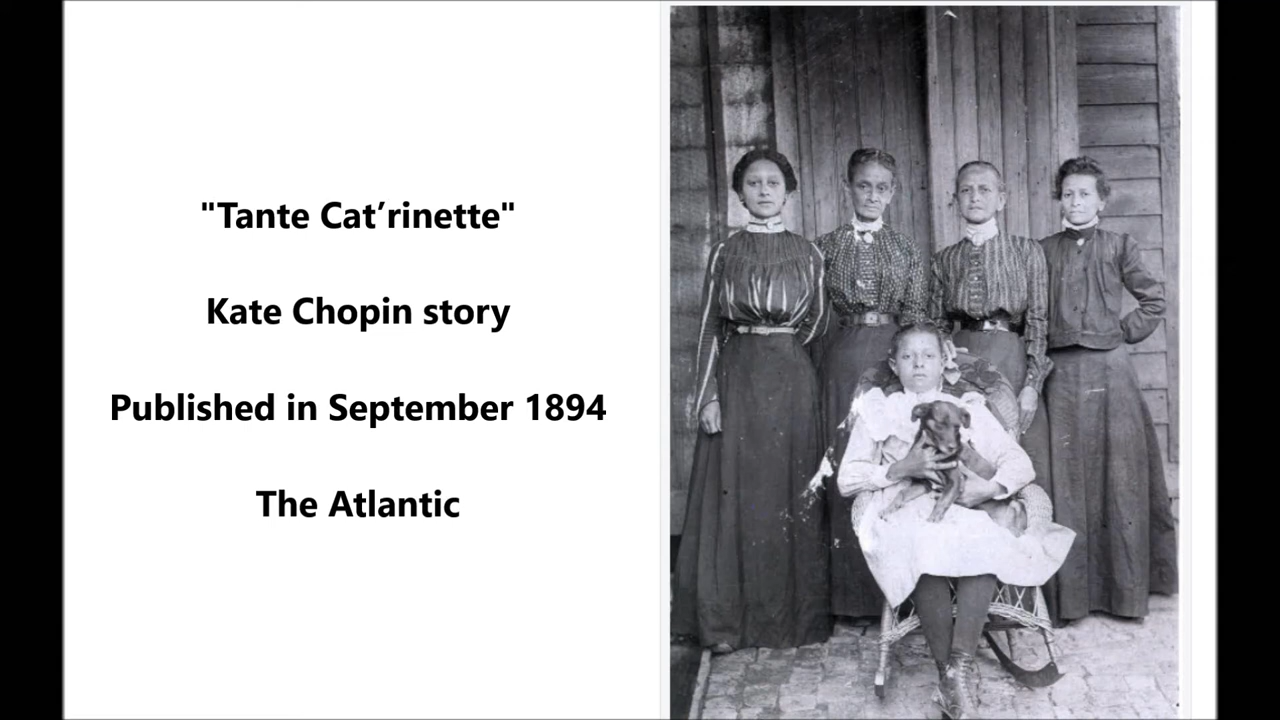 "Tante Cat’rinette"
Kate Chopin story
Published in September 1894
The Atlantic